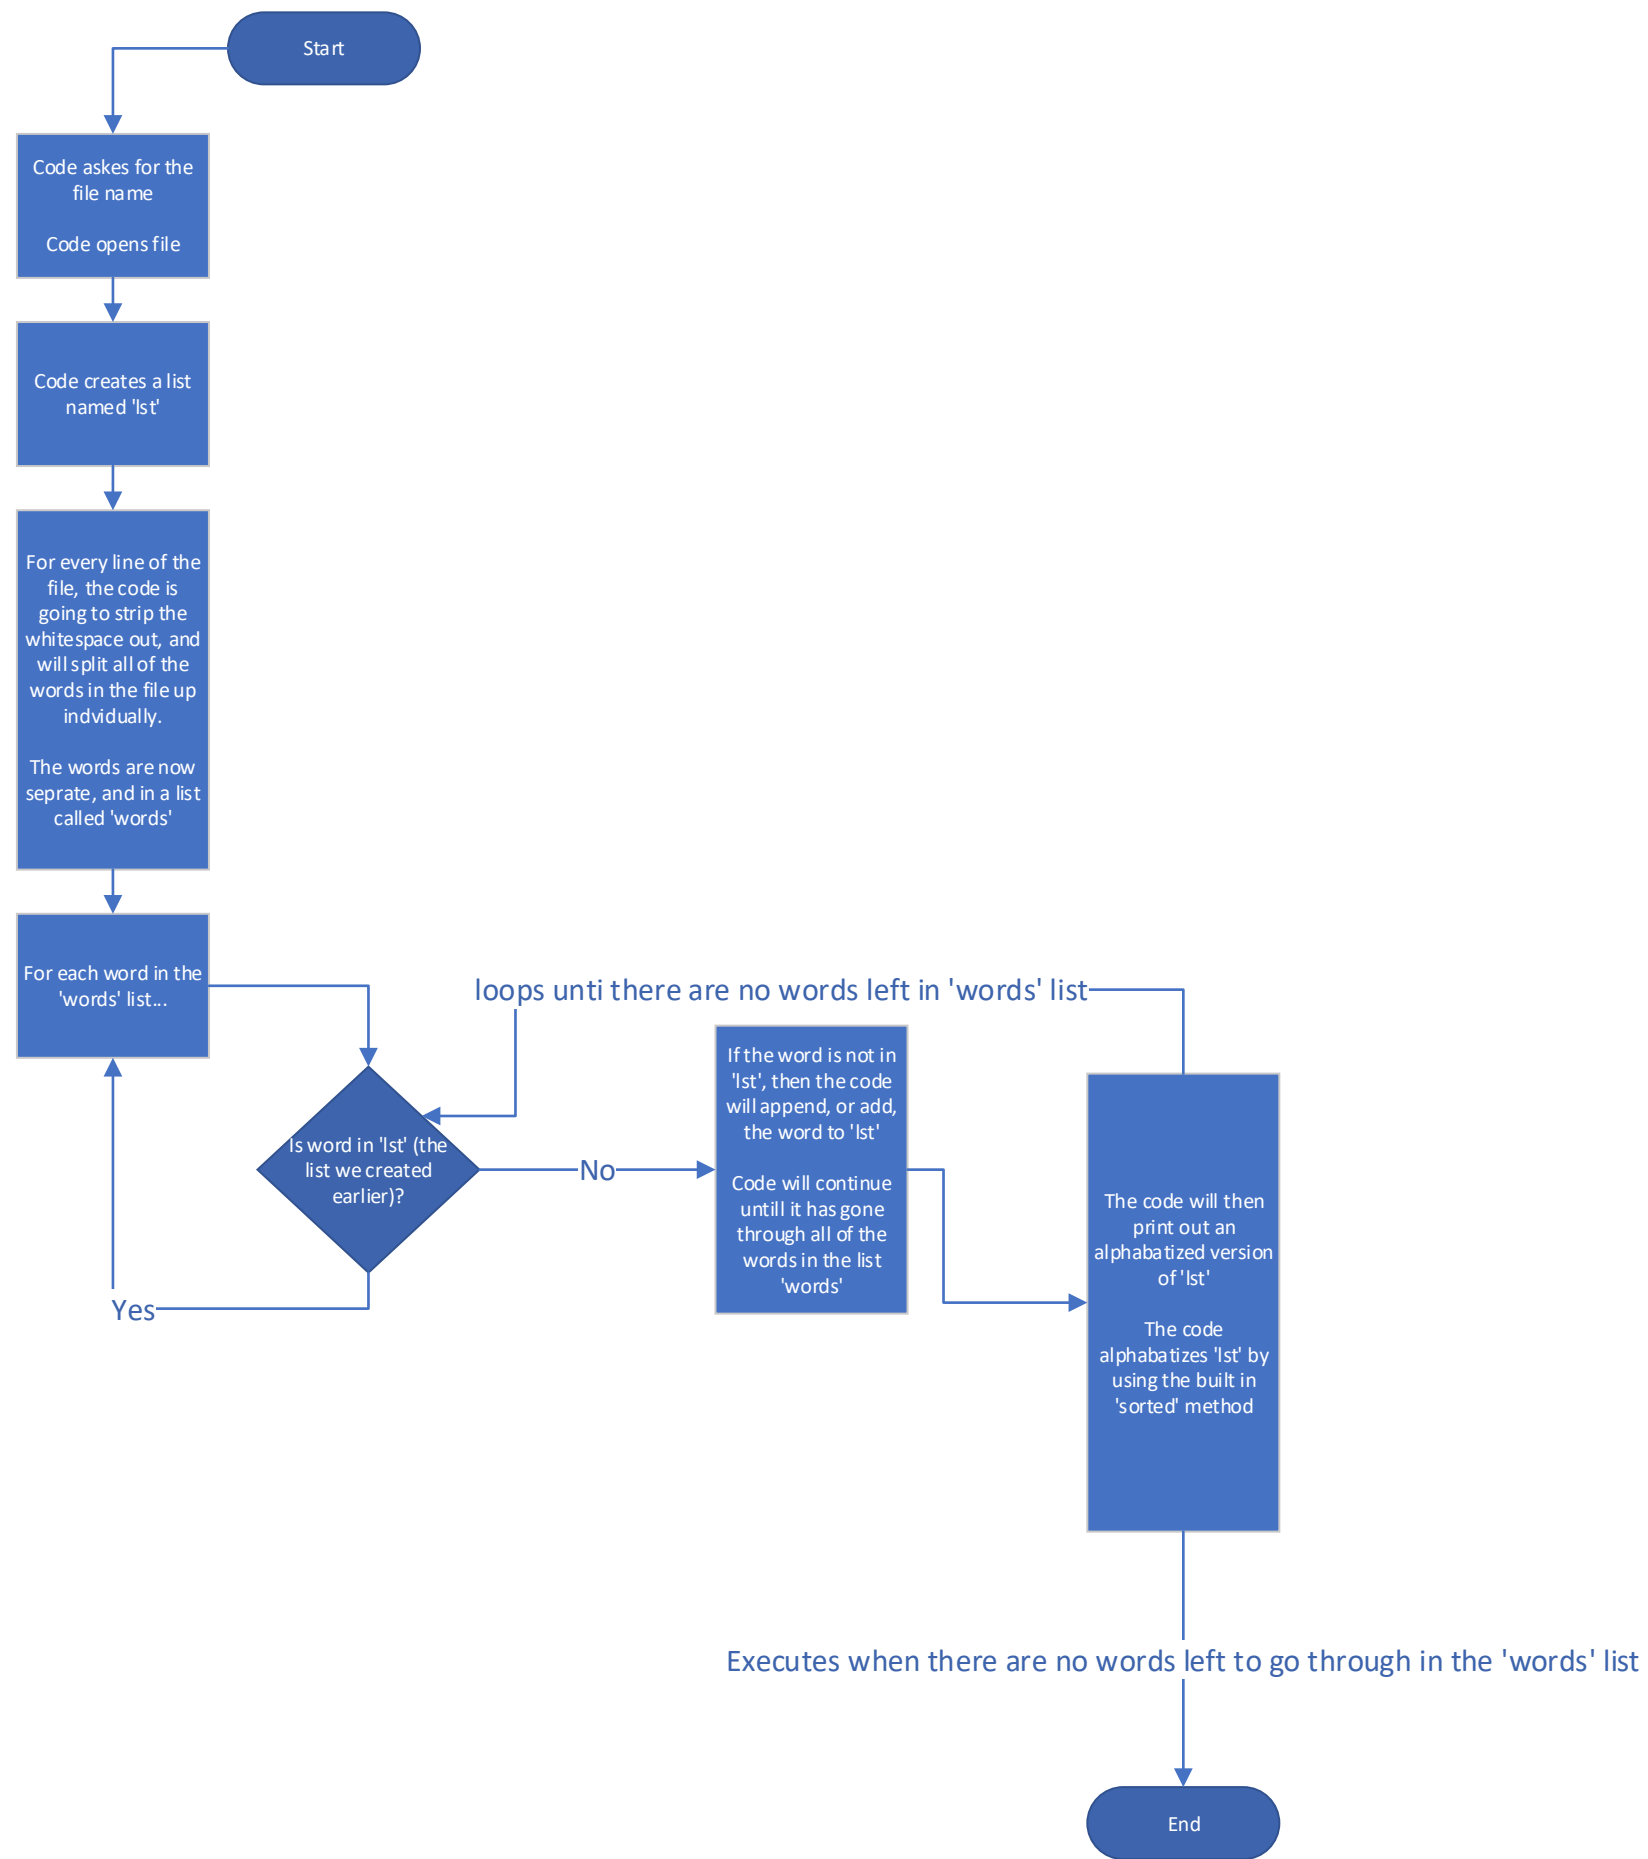 Start
Code askes for the
file name
Code opens file
Code creates a list
named 'lst'
For every line of the
file, the code is
going to strip the
whitespace out, and
will split all of the
words in the file up
indvidually.
The words are now
seprate, and in a list
called 'words'
For each word in the
'words' list...
loops unti there are no words left in 'words' list
Is word in 'lst' (the
list we created
earlier)?
No
Yes
If the word is not in
'lst', then the code
will append, or add,
the word to 'lst'
Code will continue
untill it has gone
through all of the
words in the list
'words'
The code will then
print out an
alphabatized version
of 'lst'
The code
alphabatizes 'lst' by
using the built in
'sorted' method
Executes when there are no words left to go through in the 'words' list
End